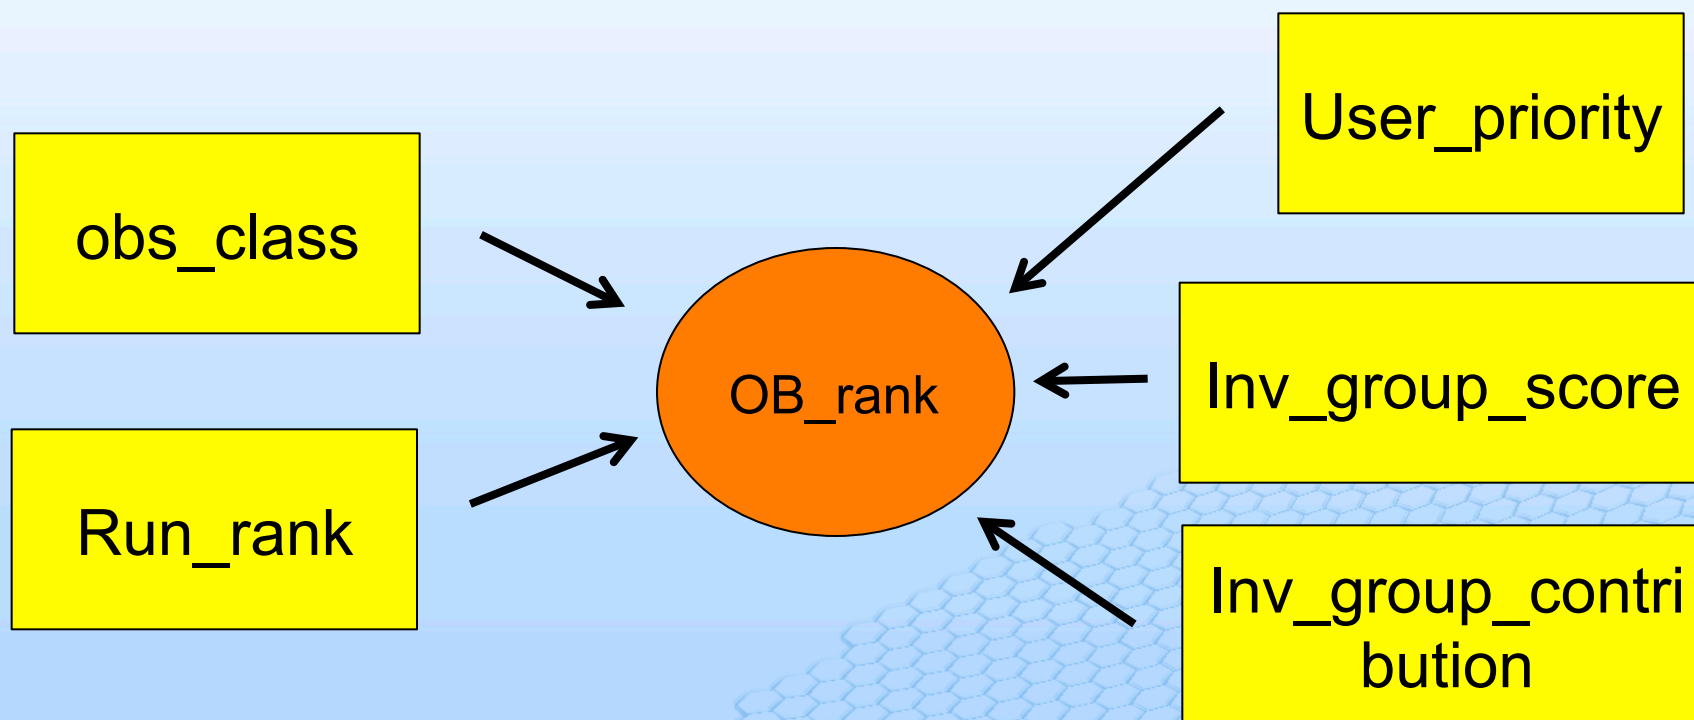 User_priority
obs_class
OB_rank
Inv_group_score
Run_rank
Inv_group_contri
bution